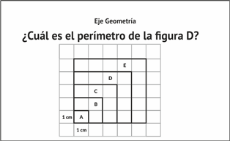 Eje Geometría
¿Cuál es el perímetro de la figura D?
E
D
C
B
1 cm A
1 cm